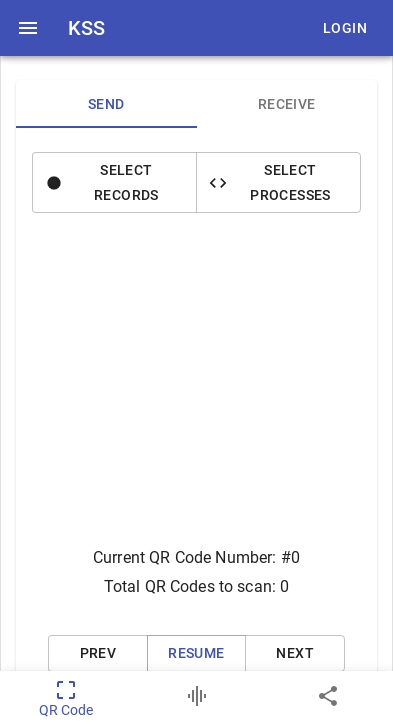 KSS LOGIN
SEND RECEIVE
SELECT RECORDS
SELECT PROCESSES
Current QR Code Number: #0
Total QR Codes to scan: 0
PREV RESUME NEXT
QR Code